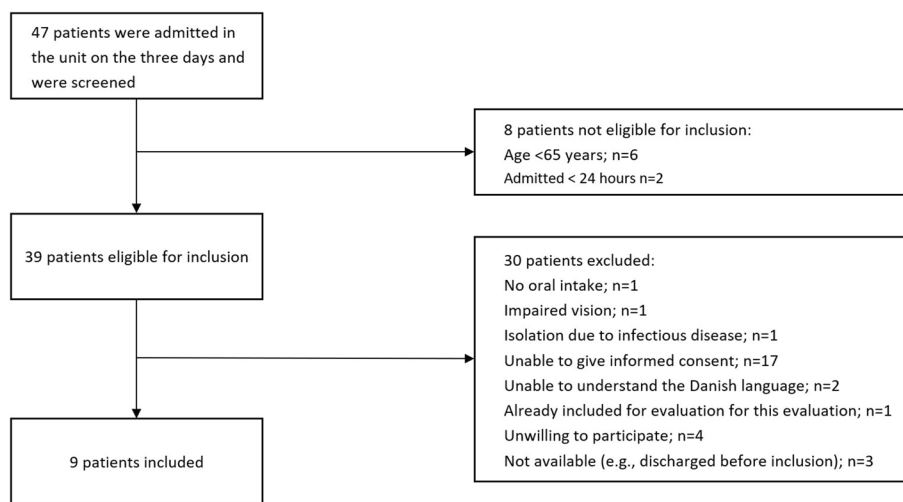 47 patients were admitted in
the unit on the three days and
were screened
8 patients not eligible for inclusion:
Age <65 years; n=6
Admitted < 24 hours n=2
39 patients eligible for inclusion
30 patients excluded:
No oral intake; n=1
Impaired vision; n=1
Isolation due to infectious disease; n=1
Unable to give informed consent; n=17
Unable to understand the Danish language; n=2
Already included for evaluation for this evaluation; n=1
Unwilling to participate; n=4
Not available (e.g., discharged before inclusion); n=3
9 patients included